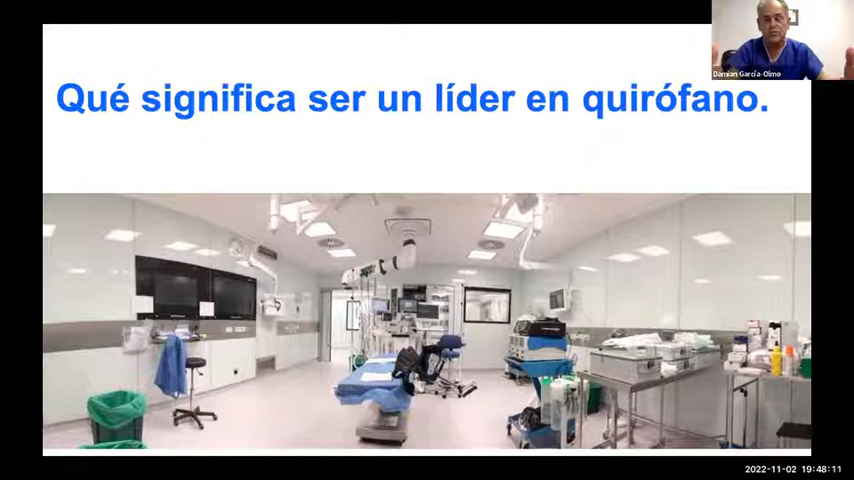 Damian García-Olmo
Qué significa ser un líder en quirófano.
2022-11-02 19:48:11